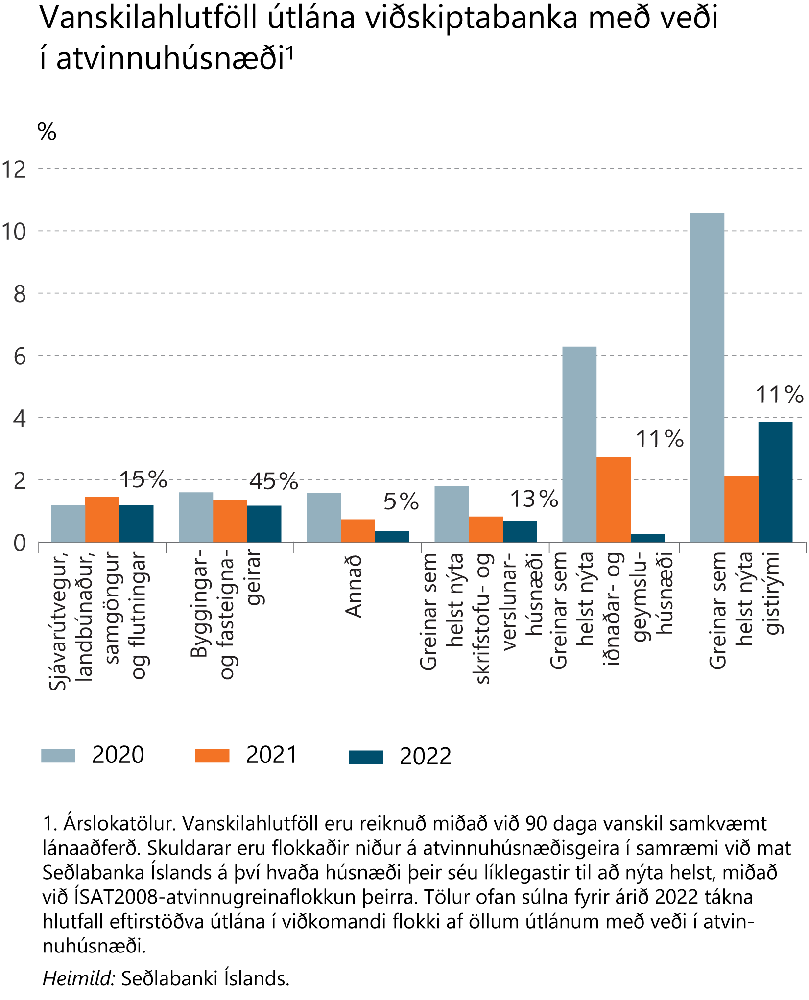 Vanskilahlutföll útlána viðskiptabanka með veði
í atvinnuhúsnæði¹
%
12
10
8
6
4
2
0
15%
45%
5%
13%
11%
11%
Sjávarútvegur,
landbúnaður,
samgöngur
og flutningar
Byggingar-
og fasteigna-
geirar
Annað
Greinar sem
helst nýta
skrifstofu- og
verslunar-
húsnæði
Greinar sem
helst nýta
iðnaðar- og
geymslu-
húsnæði
Greinar sem
helst nýta
gistirými
2020
2021
2022
1. Árslokatölur. Vanskilahlutföll eru reiknuð miðað við 90 daga vanskil samkvæmt
lánaaðferð. Skuldarar eru flokkaðir niður á atvinnuhúsnæðisgeira í samræmi við mat
Seðlabanka Íslands á því hvaða húsnæði þeir séu líklegastir til að nýta helst, miðað
við ÍSAT2008-atvinnugreinaflokkun þeirra. Tölur ofan súlna fyrir árið 2022 tákna
hlutfall eftirstöðva útlána í viðkomandi flokki af öllum útlánum með veði í atvin-
nuhúsnæði.
Heimild: Seðlabanki Íslands.